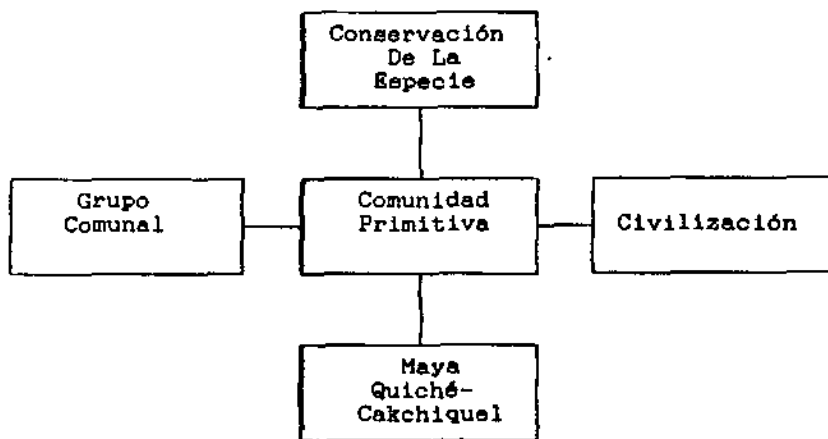 Conservación
De La
Especie
Grupo
Comunal
Comunidad
Primitiva
Civilización
Maya
Quiché-
Cakchiquel